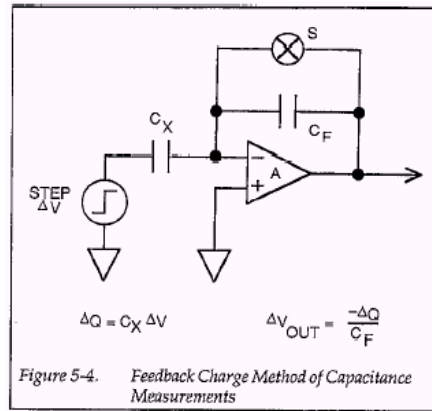 S
C_X
C_F
−
A
+
STEP
ΔV
ΔQ = C_X ΔV
ΔV_OUT = −ΔQ / C_F
Figure 5-4. Feedback Charge Method of Capacitance
Measurements